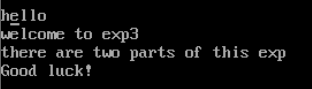 hello
welcome to exp3
there are two parts of this exp
Good luck!